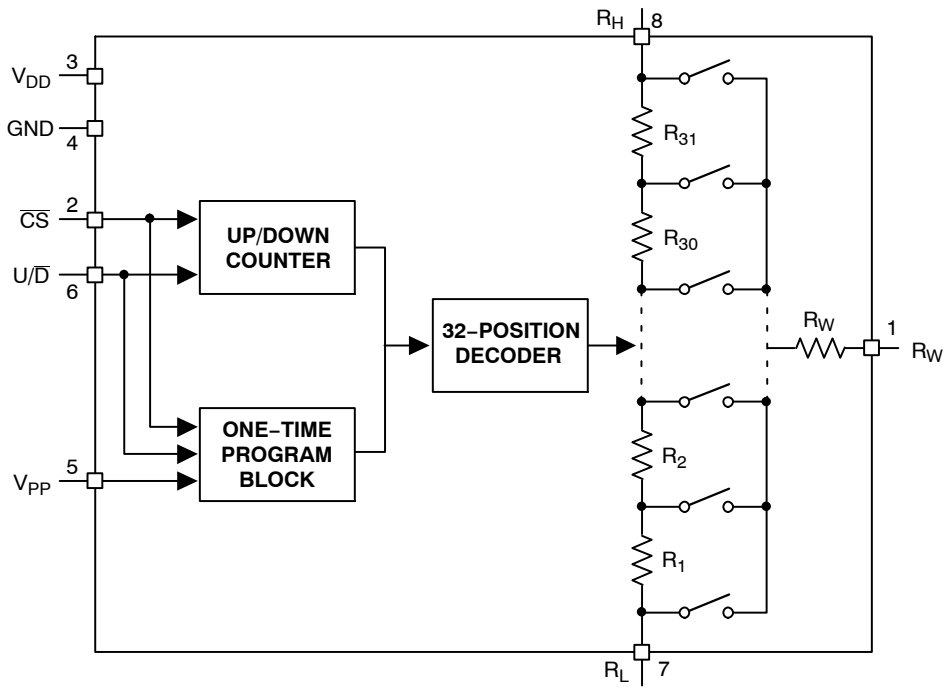 R_H 8
3
V_DD
GND
4
R_31
2
C̅S̅
UP/DOWN
COUNTER
R_30
U/D̅
6
32–POSITION
DECODER
R_W
1
R_W
ONE–TIME
PROGRAM
BLOCK
R_2
5
V_PP
R_1
R_L 7